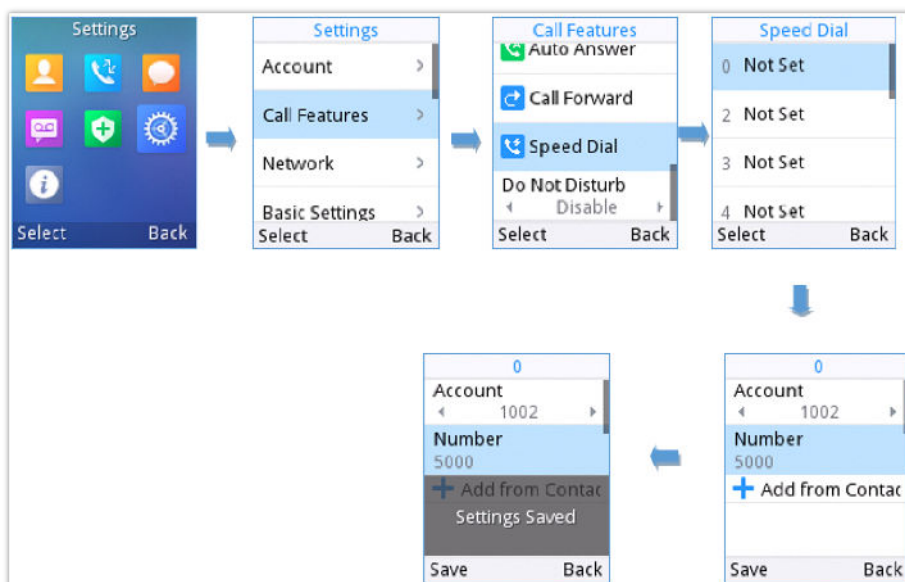 Settings
Select Back
Settings
Account
Call Features
Network
Basic Settings
Select Back
Call Features
Auto Answer
Call Forward
Speed Dial
Do Not Disturb
Disable
Select Back
Speed Dial
0 Not Set
2 Not Set
3 Not Set
4 Not Set
Select Back
0
Account
1002
Number
5000
Add from Contac
Settings Saved
Save Back
0
Account
1002
Number
5000
Add from Contac
Save Back